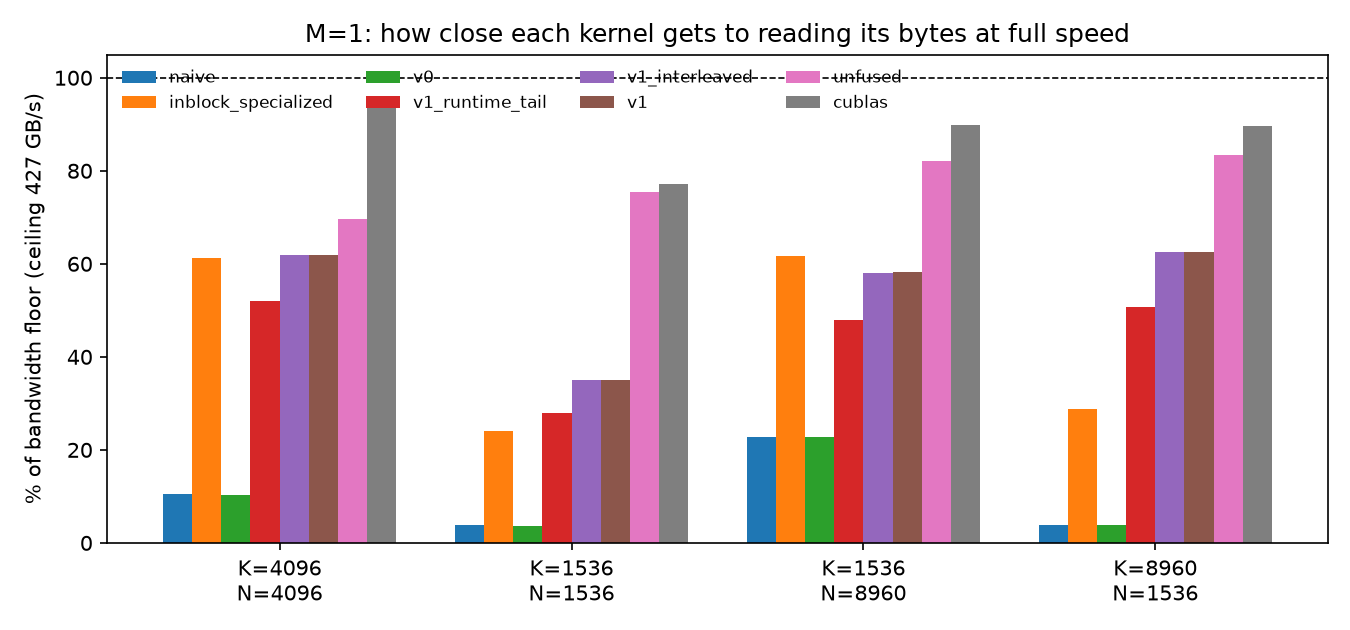 M=1: how close each kernel gets to reading its bytes at full speed
% of bandwidth floor (ceiling 427 GB/s)
100
80
60
40
20
0
naive
inblock_specialized
v0
v1_runtime_tail
v1_interleaved
v1
unfused
cublas
K=4096
N=4096
K=1536
N=1536
K=1536
N=8960
K=8960
N=1536